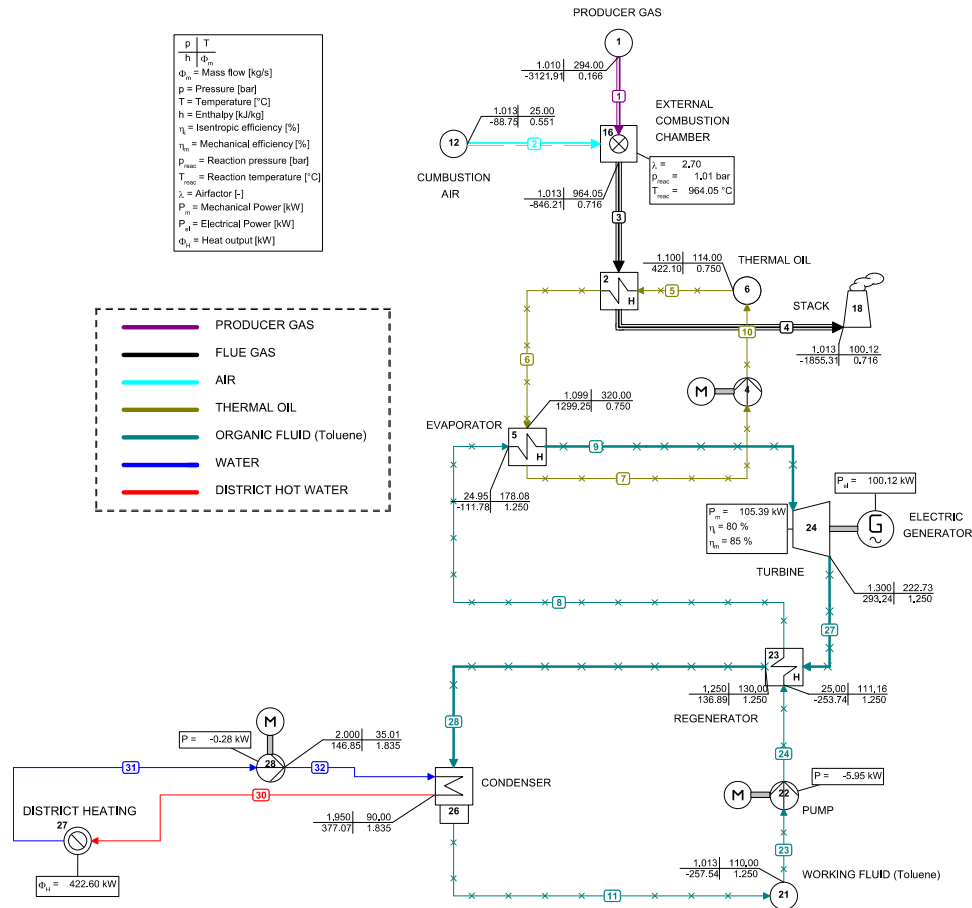 PRODUCER GAS
1
1.010 294.00
-3121.91 0.166
1
p T
h Φm
Φm = Mass flow [kg/s]
p = Pressure [bar]
T = Temperature [°C]
h = Enthalpy [kJ/kg]
ηi = Isentropic efficiency [%]
ηm = Mechanical efficiency [%]
preac = Reaction pressure [bar]
Treac = Reaction temperature [°C]
λ = Airfactor [-]
Pm = Mechanical Power [kW]
Pel = Electrical Power [kW]
ΦH = Heat output [kW]
1.013 25.00
-88.75 0.551
12
2
CUMBUSTION
AIR
16
EXTERNAL
COMBUSTION
CHAMBER
λ = 2.70
preac = 1.01 bar
Treac = 964.05 °C
1.013 964.05
-846.21 0.716
3
1.100 114.00
422.10 0.750
THERMAL OIL
2
H
5
6
STACK
18
4
10
1.013 100.12
-1855.31 0.716
PRODUCER GAS
FLUE GAS
AIR
THERMAL OIL
ORGANIC FLUID (Toluene)
WATER
DISTRICT HOT WATER
6
M
4
1.099 320.00
1299.25 0.750
EVAPORATOR
5
H
9
7
24.95 178.08
-111.78 1.250
Pel = 100.12 kW
Pm = 105.39 kW
ηi = 80 %
ηm = 85 %
24
G
ELECTRIC
GENERATOR
TURBINE
1.300 222.73
293.24 1.250
8
27
23
H
1,250 130,00
136.89 1.250
25,00 111,16
-253.74 1.250
REGENERATOR
28
24
M
P = -0.28 kW
2.000 35.01
146.85 1.835
31
28
32
CONDENSER
26
30
1.950 90.00
377.07 1.835
DISTRICT HEATING
27
ΦH = 422.60 kW
M
22
P = -5.95 kW
PUMP
23
1,013 110.00
-257.54 1.250
WORKING FLUID (Toluene)
11
21